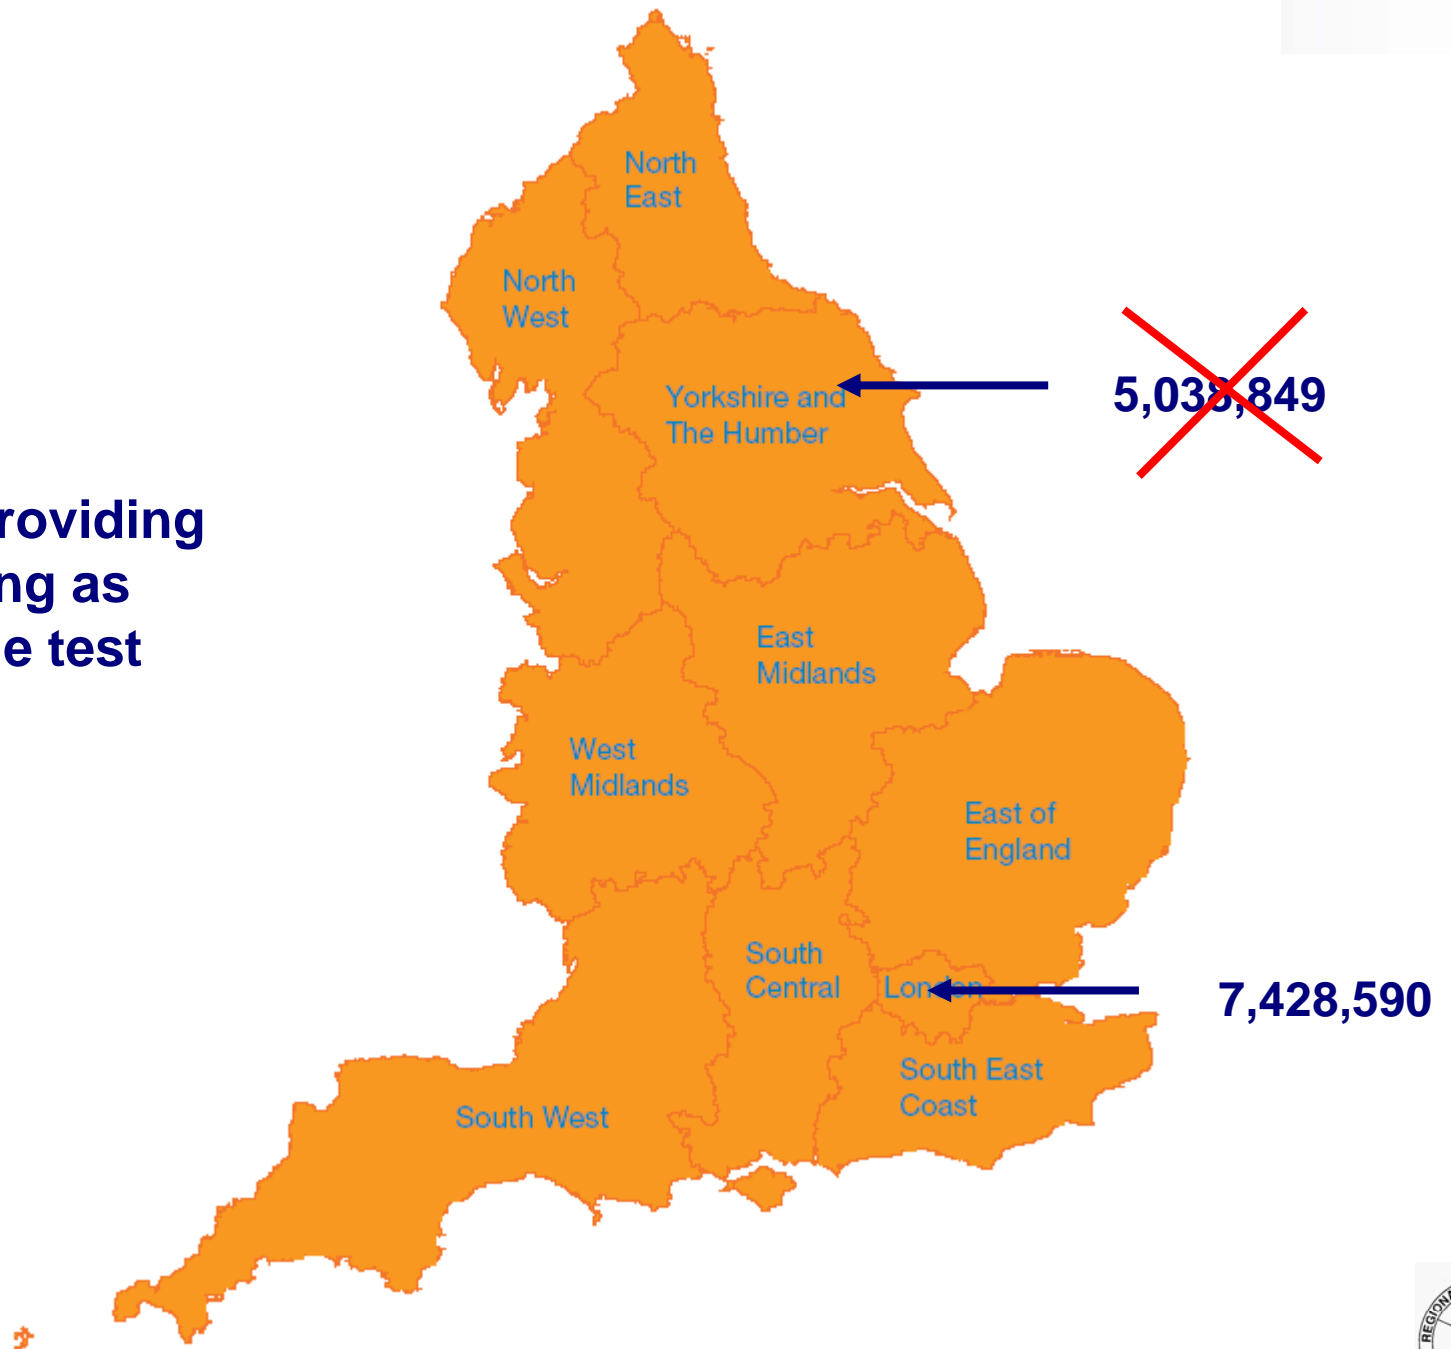 North
East
North
West
Yorkshire and
The Humber
5,038,849
roviding
ng as
e test
East
Midlands
West
Midlands
East of
England
South
Central
London
7,428,590
South East
Coast
South West
REGIONA